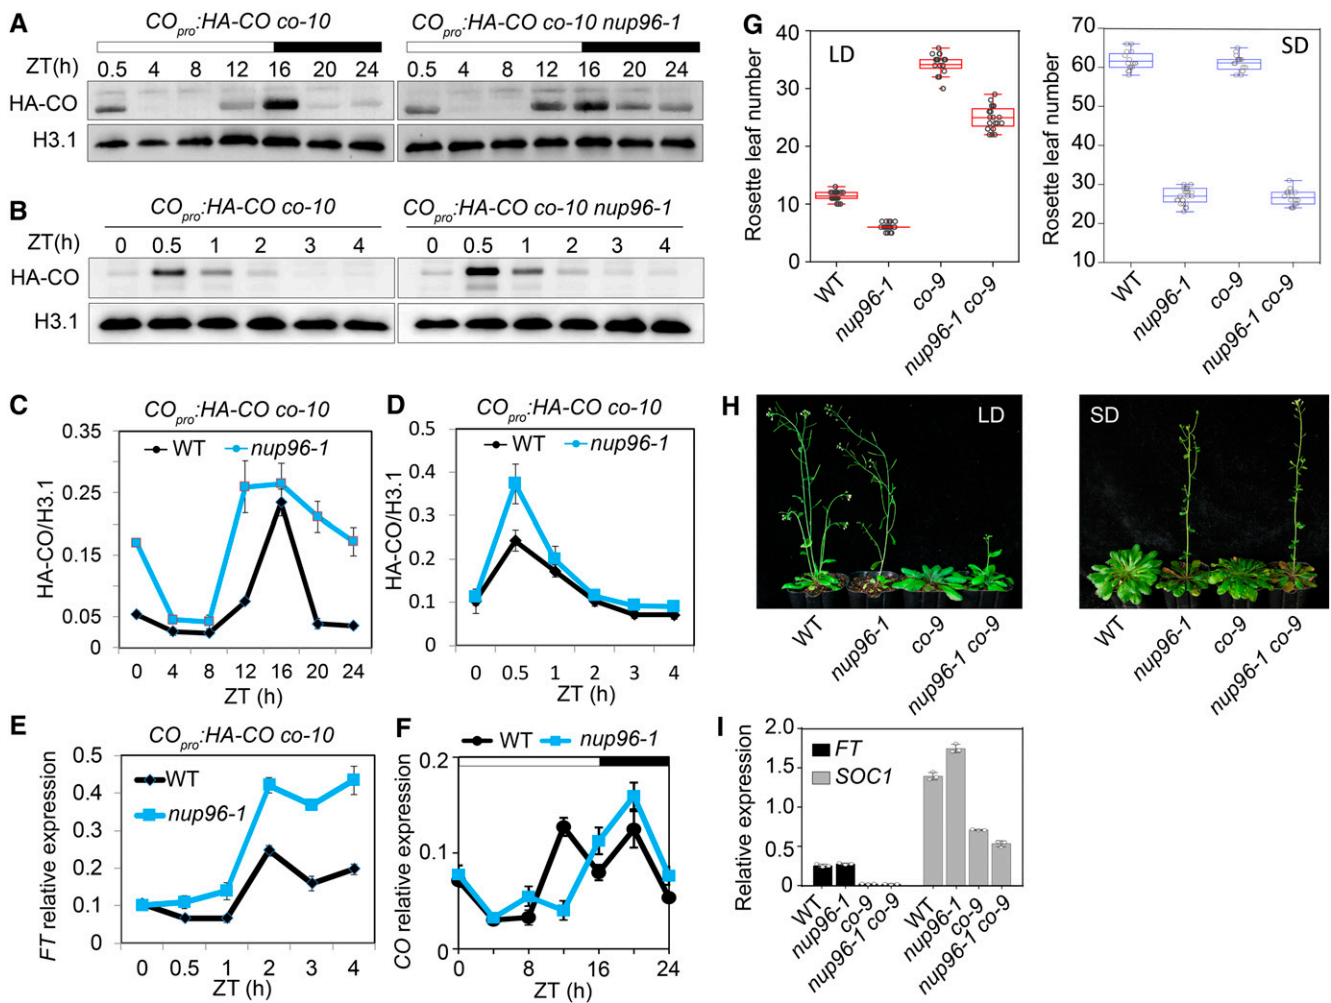 A
COpro:HA-CO co-10
COpro:HA-CO co-10 nup96-1
ZT(h)
0.5 4 8 12 16 20 24
0.5 4 8 12 16 20 24
HA-CO
H3.1
B
COpro:HA-CO co-10
COpro:HA-CO co-10 nup96-1
ZT(h)
0 0.5 1 2 3 4
0 0.5 1 2 3 4
HA-CO
H3.1
C
COpro:HA-CO co-10
WT nup96-1
HA-CO/H3.1
0.35
0.25
0.15
0.05
0
0 4 8 12 16 20 24
ZT (h)
D
COpro:HA-CO co-10
WT nup96-1
HA-CO/H3.1
0.5
0.4
0.3
0.2
0.1
0
0 0.5 1 2 3 4
ZT (h)
E
COpro:HA-CO co-10
WT
nup96-1
FT relative expression
0.5
0.4
0.3
0.2
0.1
0
0 0.5 1 2 3 4
ZT (h)
F
WT nup96-1
CO relative expression
0.2
0.1
0
0 8 16 24
ZT (h)
G
LD
Rosette leaf number
40
30
20
10
0
WT
nup96-1
co-9
nup96-1 co-9
SD
Rosette leaf number
70
60
50
40
30
20
10
WT
nup96-1
co-9
nup96-1 co-9
H
LD
WT
nup96-1
co-9
nup96-1 co-9
SD
WT
nup96-1
co-9
nup96-1 co-9
I
FT
SOC1
Relative expression
2.0
1.5
1.0
0.5
0
WT
nup96-1
co-9
nup96-1 co-9
WT
nup96-1
co-9
nup96-1 co-9